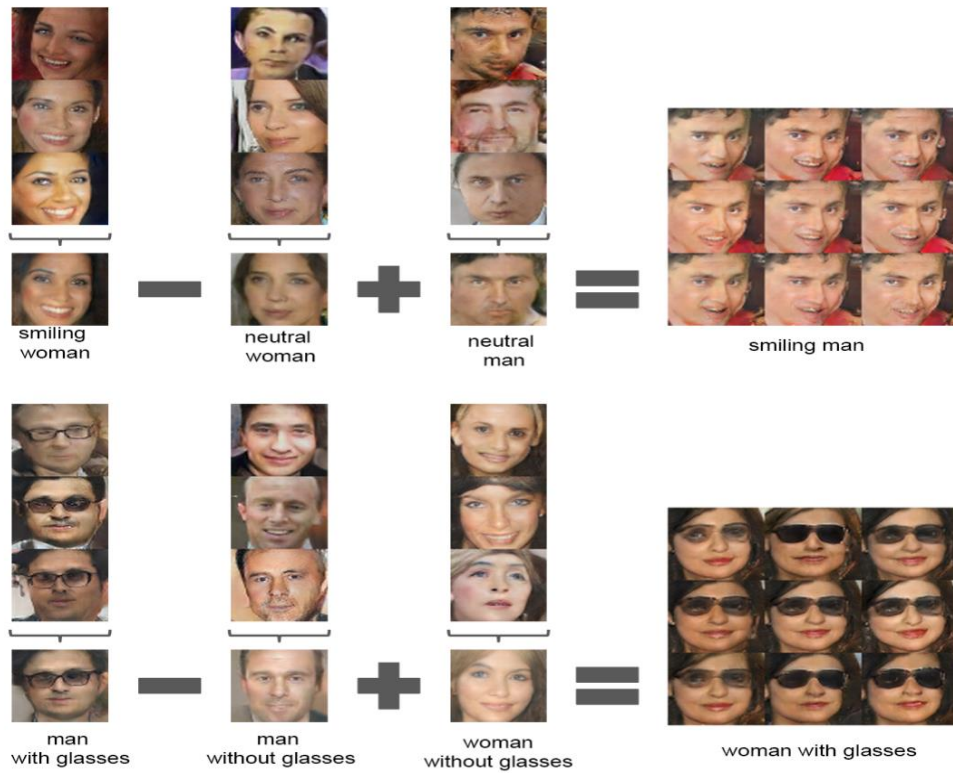 smiling
woman
neutral
woman
neutral
man
smiling man
man
with glasses
man
without glasses
woman
without glasses
woman with glasses